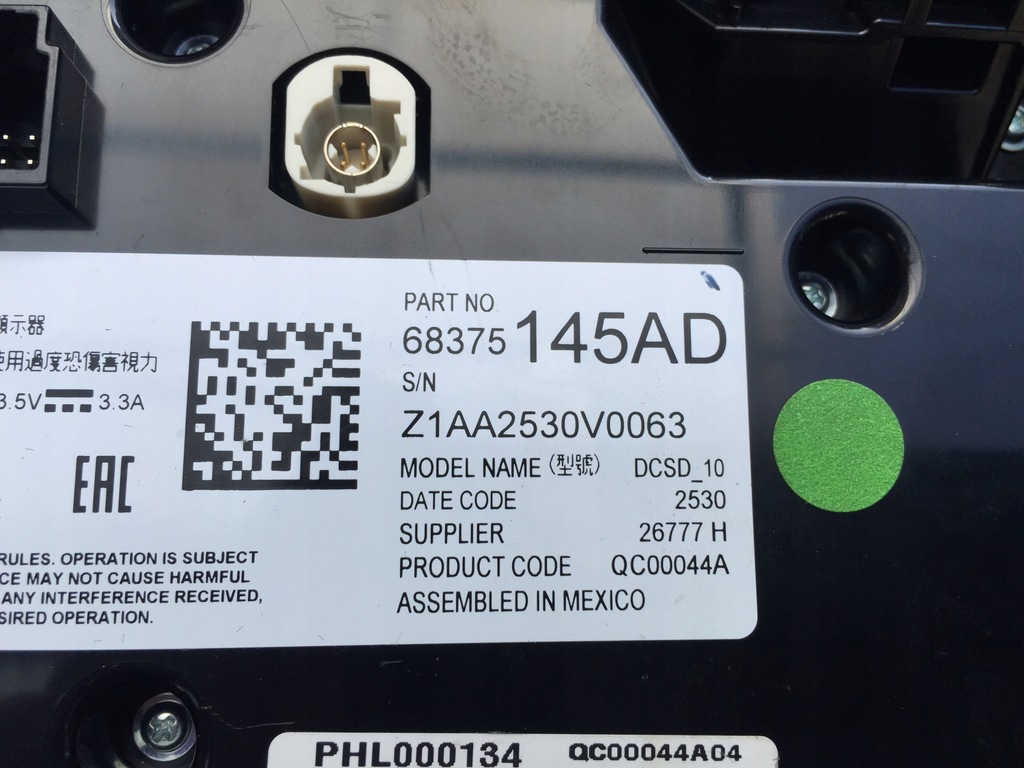 顯示器
使用過度恐傷害視力
3.5V 3.3A
EAC
RULES. OPERATION IS SUBJECT
CE MAY NOT CAUSE HARMFUL
ANY INTERFERENCE RECEIVED,
SIRED OPERATION.
PART NO
68375 145AD
S/N
Z1AA2530V0063
MODEL NAME (型號) DCSD_10
DATE CODE 2530
SUPPLIER 26777 H
PRODUCT CODE QC00044A
ASSEMBLED IN MEXICO
PHL000134 QC00044A04